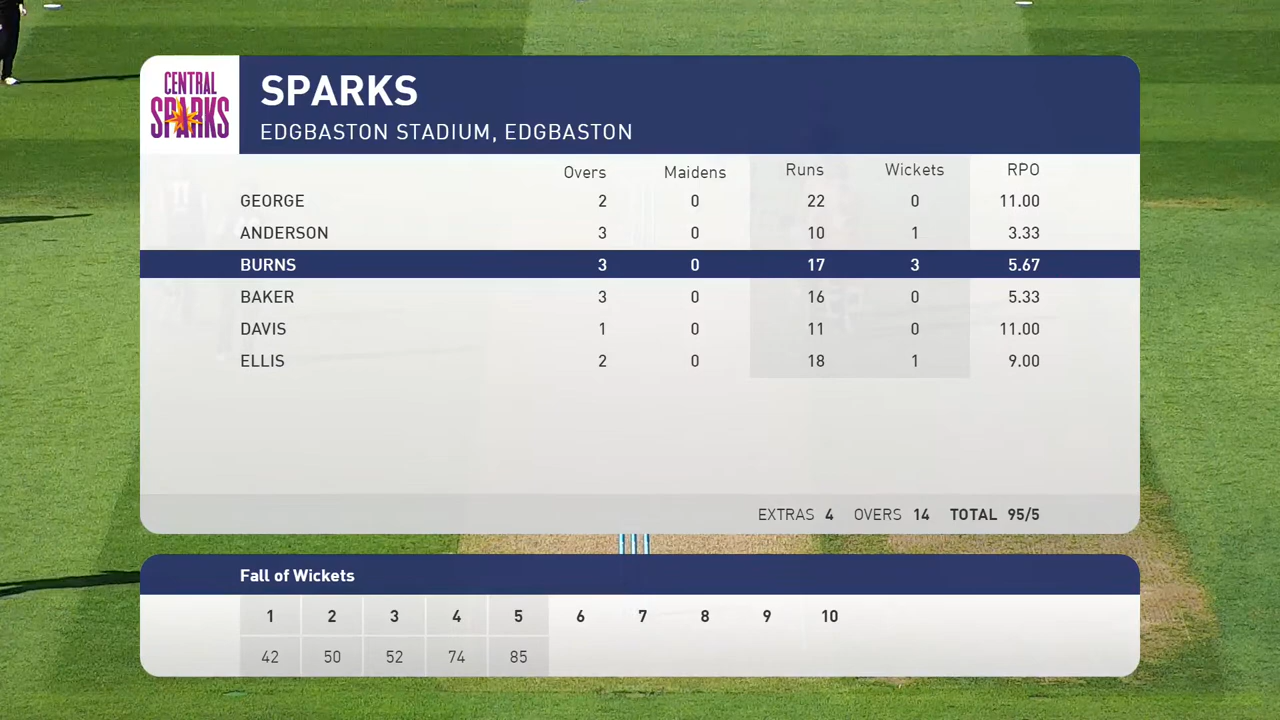 CENTRAL
SPARKS
SPARKS
EDGBASTON STADIUM, EDGBASTON
Overs Maidens Runs Wickets RPO
GEORGE 2 0 22 0 11.00
ANDERSON 3 0 10 1 3.33
BURNS 3 0 17 3 5.67
BAKER 3 0 16 0 5.33
DAVIS 1 0 11 0 11.00
ELLIS 2 0 18 1 9.00
EXTRAS 4 OVERS 14 TOTAL 95/5
Fall of Wickets
1 2 3 4 5 6 7 8 9 10
42 50 52 74 85